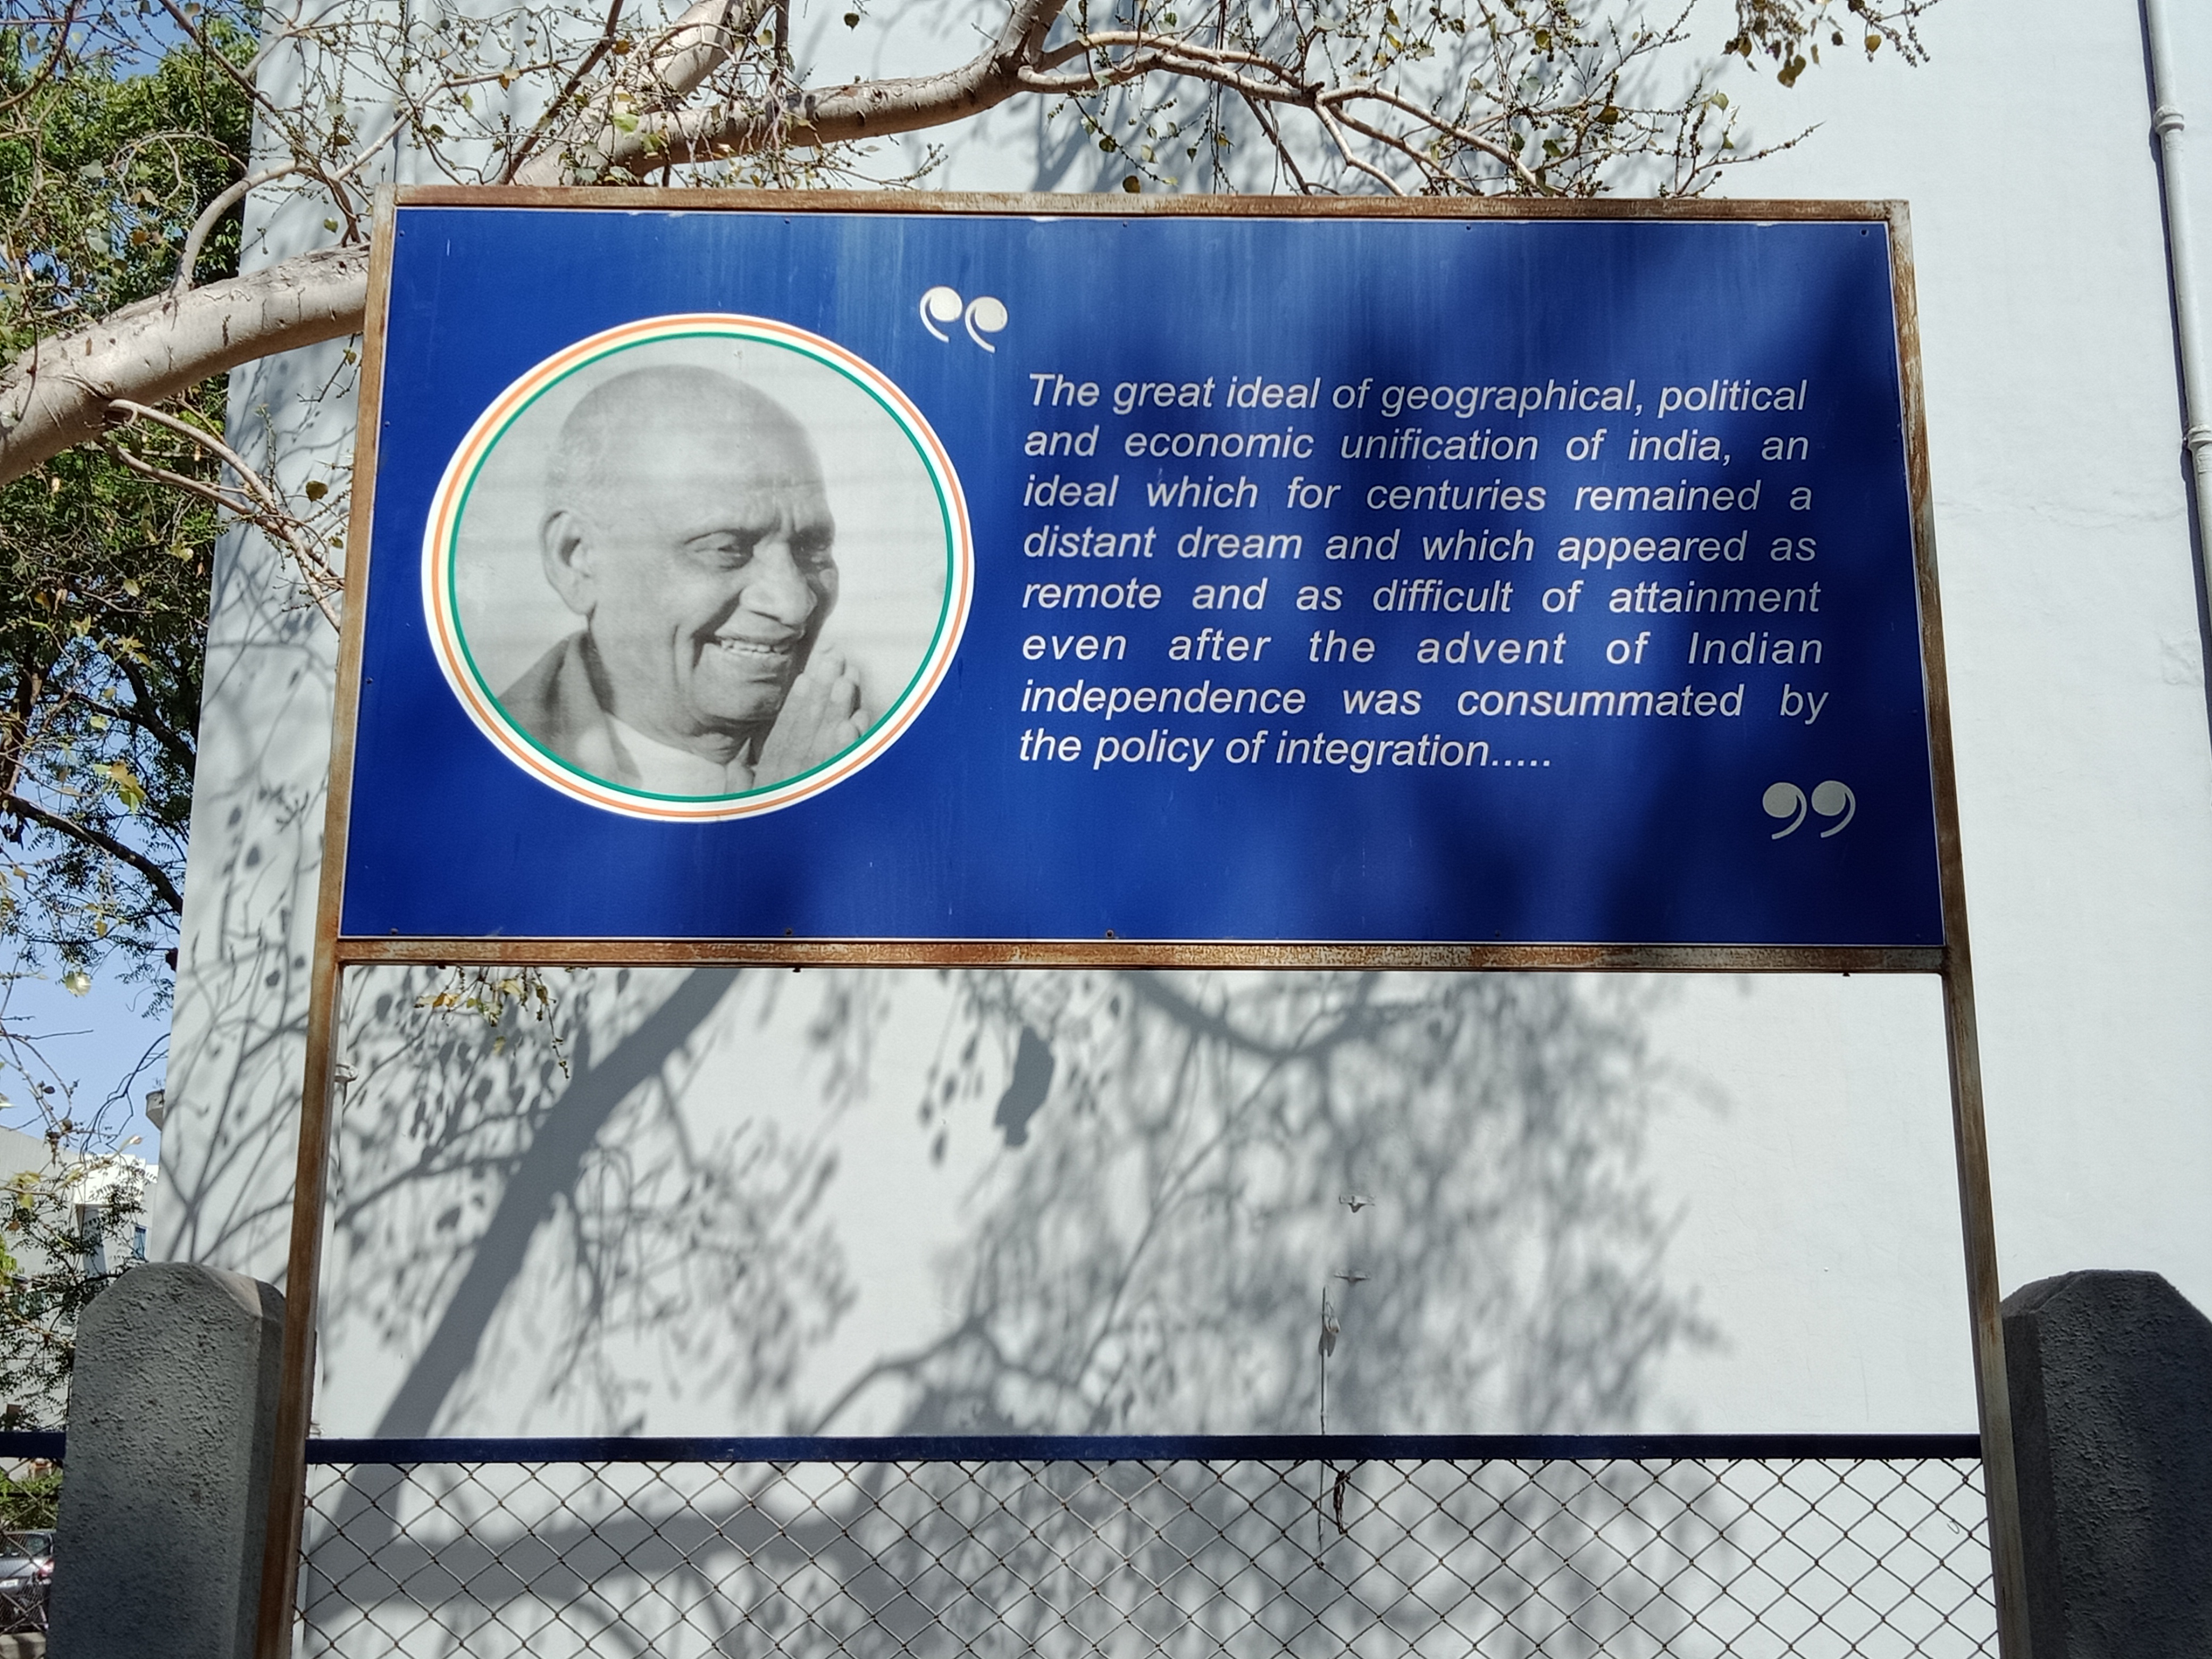 “
The great ideal of geographical, political
and economic unification of india, an
ideal which for centuries remained a
distant dream and which appeared as
remote and as difficult of attainment
even after the advent of Indian
independence was consummated by
the policy of integration.....
”